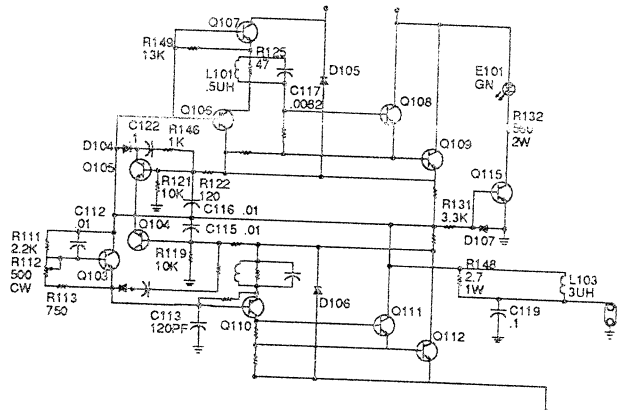 Q107
R149
13K
R125
47
L101
.5UH
C117
.0082
D105
E101
GN
Q106
Q108
R132
2W
C122
.1
R146
1K
D104
Q105
Q109
Q115
R121
10K
R122
120
C116 .01
C115 .01
R131
3.3K
D107
C112
.01
Q104
R111
2.2K
R112
500
CW
Q103
R119
10K
R113
750
C113
120PF
Q110
D106
Q111
Q112
R148
2.7
1W
L103
3UH
C119
.1